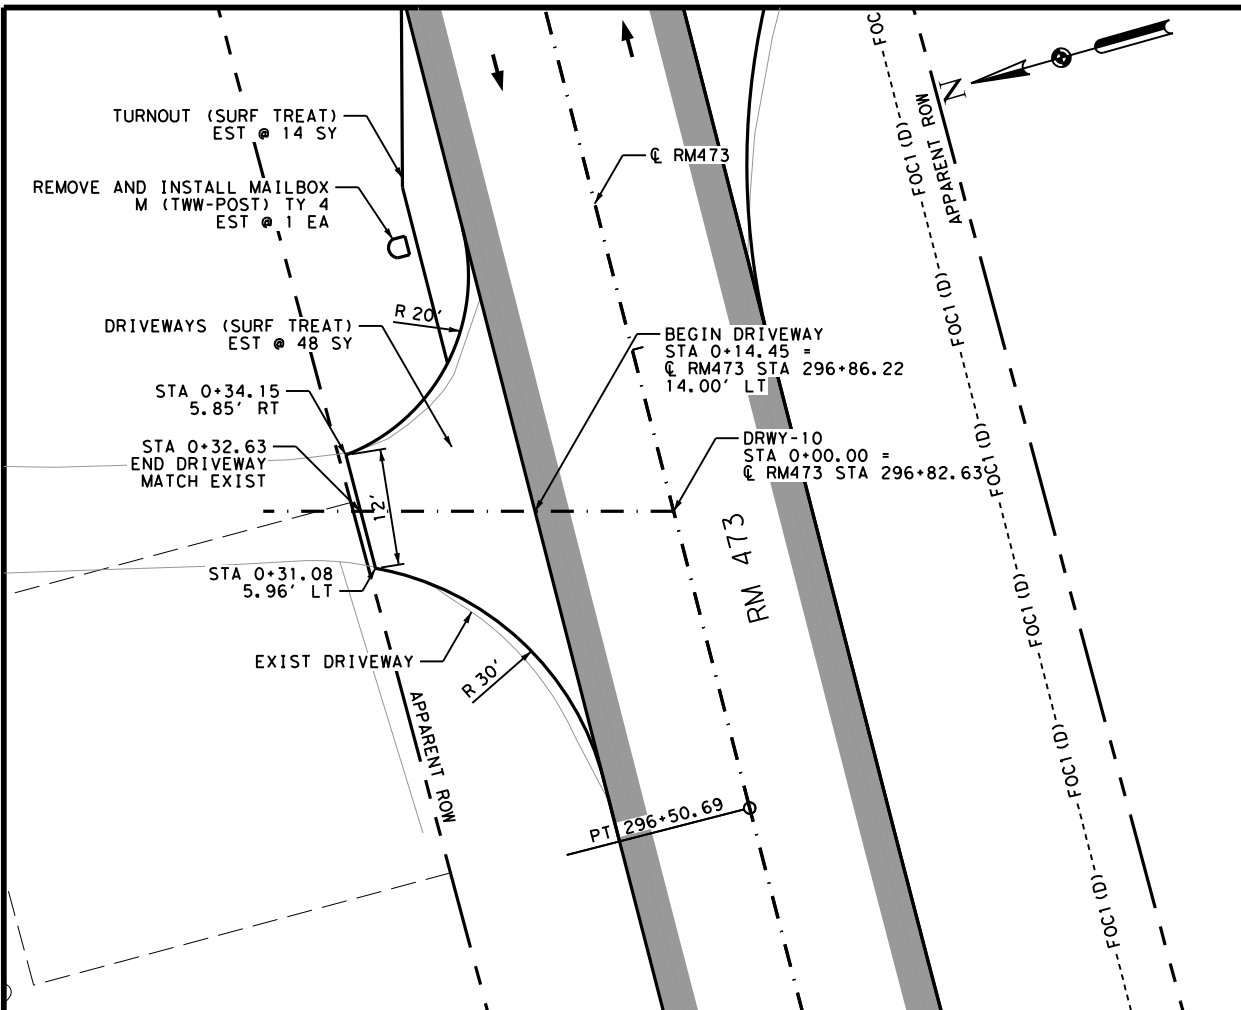 TURNOUT (SURF TREAT)
EST @ 14 SY
REMOVE AND INSTALL MAILBOX
M (TWW-POST) TY 4
EST @ 1 EA
DRIVEWAYS (SURF TREAT)
EST @ 48 SY
STA 0+34.15
5.85' RT
STA 0+32.63
END DRIVEWAY
MATCH EXIST
STA 0+31.08
5.96' LT
EXIST DRIVEWAY
R 20'
12'
R 30'
APPARENT ROW
PT 296+50.69
℄ RM473
BEGIN DRIVEWAY
STA 0+14.45 =
℄ RM473 STA 296+86.22
14.00' LT
DRWY-10
STA 0+00.00 =
℄ RM473 STA 296+82.63
RM 473
N
APPARENT ROW
FOC
FOC1(D)
FOC1(D)
FOC1(D)
FOC1(D)
FOC1(D)
FOC1(D)
FOC1(D)
FOC1(D)